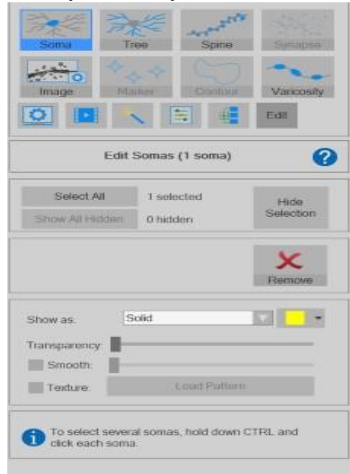 Soma Tree Spine Synapse
Image Marker Contour Varicosity
Edit
Edit Somas (1 soma)
?
Select All 1 selected
Hide Selection
Show All Hidden 0 hidden
Remove
Show as: Solid
Transparency:
Smooth:
Texture: Load Pattern
i
To select several somas, hold down CTRL and
click each soma.